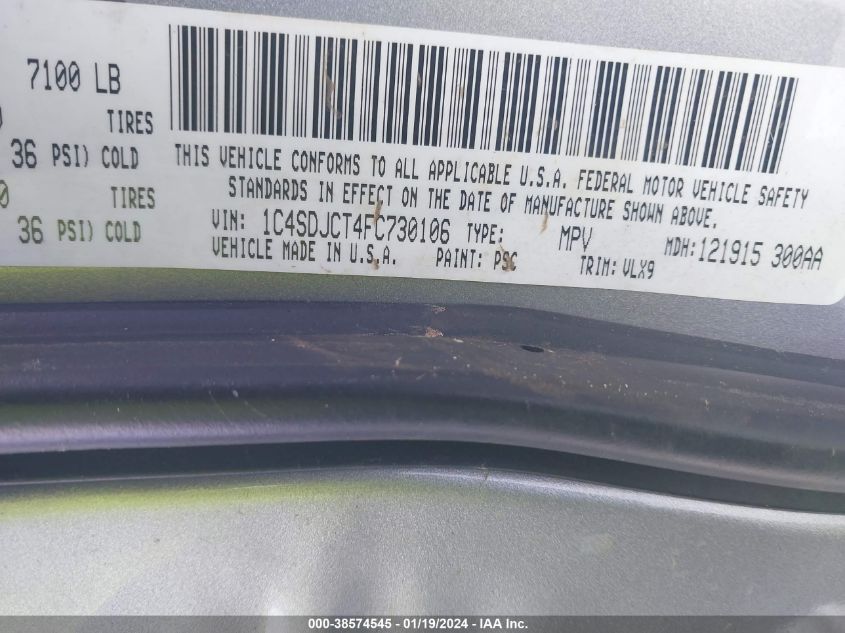 7100 LB
TIRES
36 PSI) COLD
TIRES
36 PSI) COLD
THIS VEHICLE CONFORMS TO ALL APPLICABLE U.S.A. FEDERAL MOTOR VEHICLE SAFETY
STANDARDS IN EFFECT ON THE DATE OF MANUFACTURE SHOWN ABOVE.
VIN: 1C4SDJCT4FC730106 TYPE: MPV MDH:121915 300AA
VEHICLE MADE IN U.S.A. PAINT: PSC TRIM: VLX9
000-38574545 - 01/19/2024 - IAA Inc.